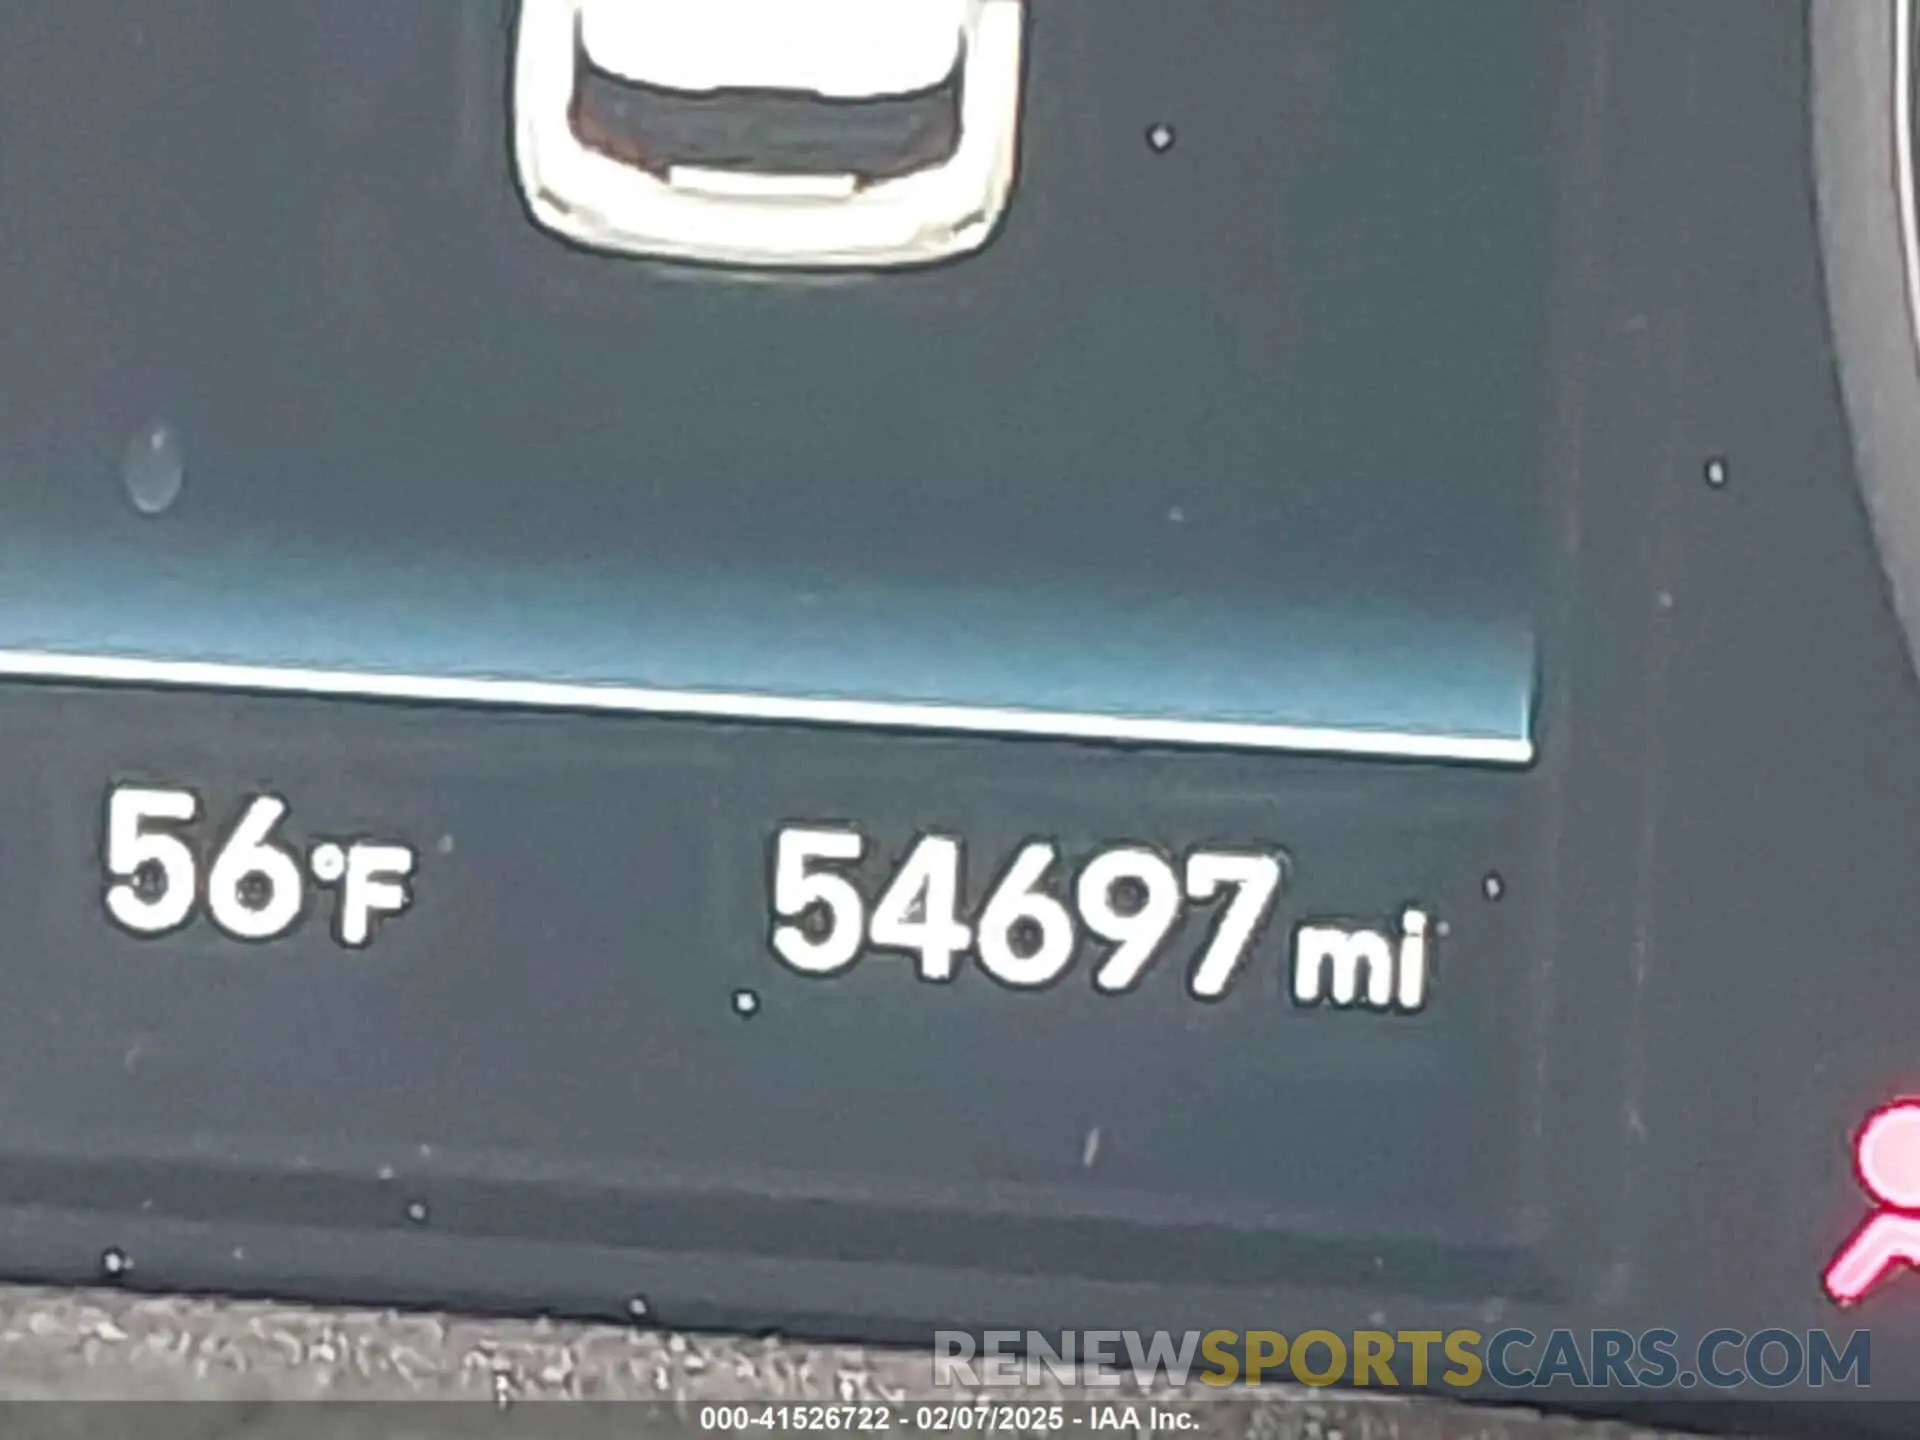 56°F 54697 mi
RENEWSPORTSCARS.COM
000-41526722 - 02/07/2025 - IAA Inc.